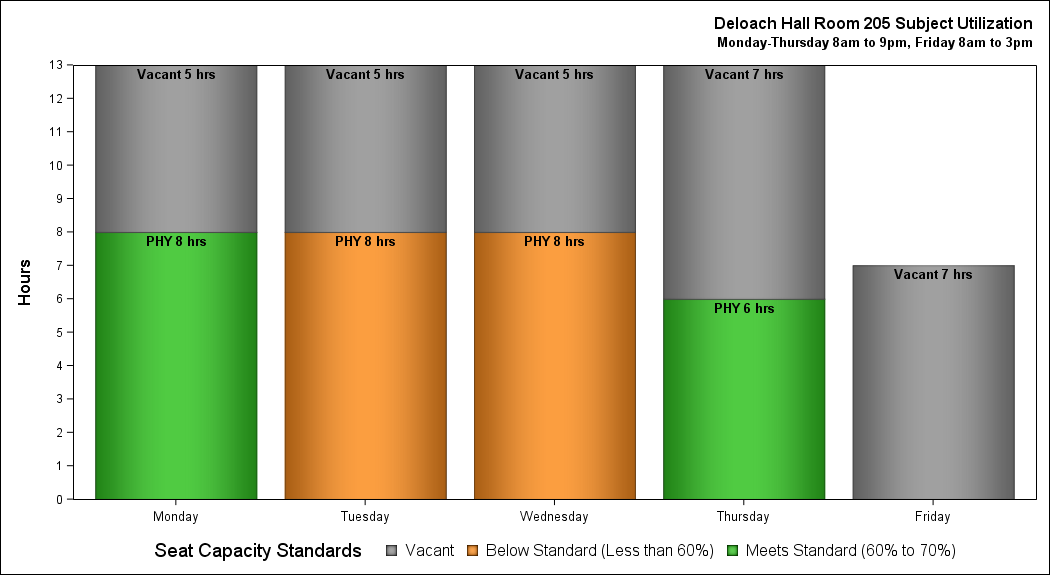 Deloach Hall Room 205 Subject Utilization
Monday-Thursday 8am to 9pm, Friday 8am to 3pm
13
12
11
10
9
8
7
6
5
4
3
2
1
0
Hours
Vacant 5 hrs
Vacant 5 hrs
Vacant 5 hrs
Vacant 7 hrs
PHY 8 hrs
PHY 8 hrs
PHY 8 hrs
Vacant 7 hrs
PHY 6 hrs
Monday
Tuesday
Wednesday
Thursday
Friday
Seat Capacity Standards
Vacant
Below Standard (Less than 60%)
Meets Standard (60% to 70%)